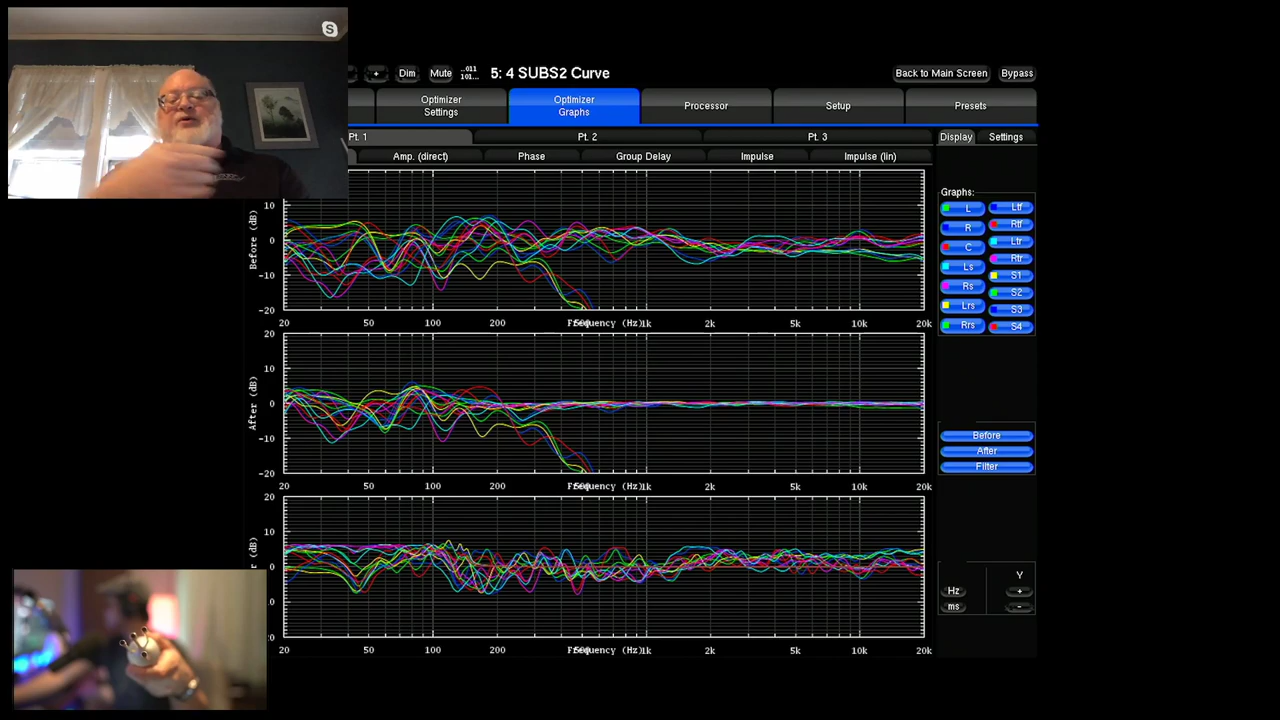 + Dim Mute ..011 101... 5: 4 SUBS2 Curve Back to Main Screen Bypass
Optimizer Settings
Optimizer Graphs
Processor
Setup
Presets
Pt. 1 Pt. 2 Pt. 3 Display Settings
Amp. (direct) Phase Group Delay Impulse Impulse (lin)
Graphs:
L Ltf
R Rtf
C Ltr
Ls Rtr
Rs S1
Lrs S2
Rrs S3
S4
Before (dB)
10
0
-10
-20
20 50 100 200 500 1k 2k 5k 10k 20k
Frequency (Hz)
After (dB)
20
10
0
-10
-20
20 50 100 200 500 1k 2k 5k 10k 20k
Frequency (Hz)
Before
After
Filter
20
10
0
20 50 100 200 500 1k 2k 5k 10k 20k
Frequency (Hz)
Y
Hz +
ms -
S